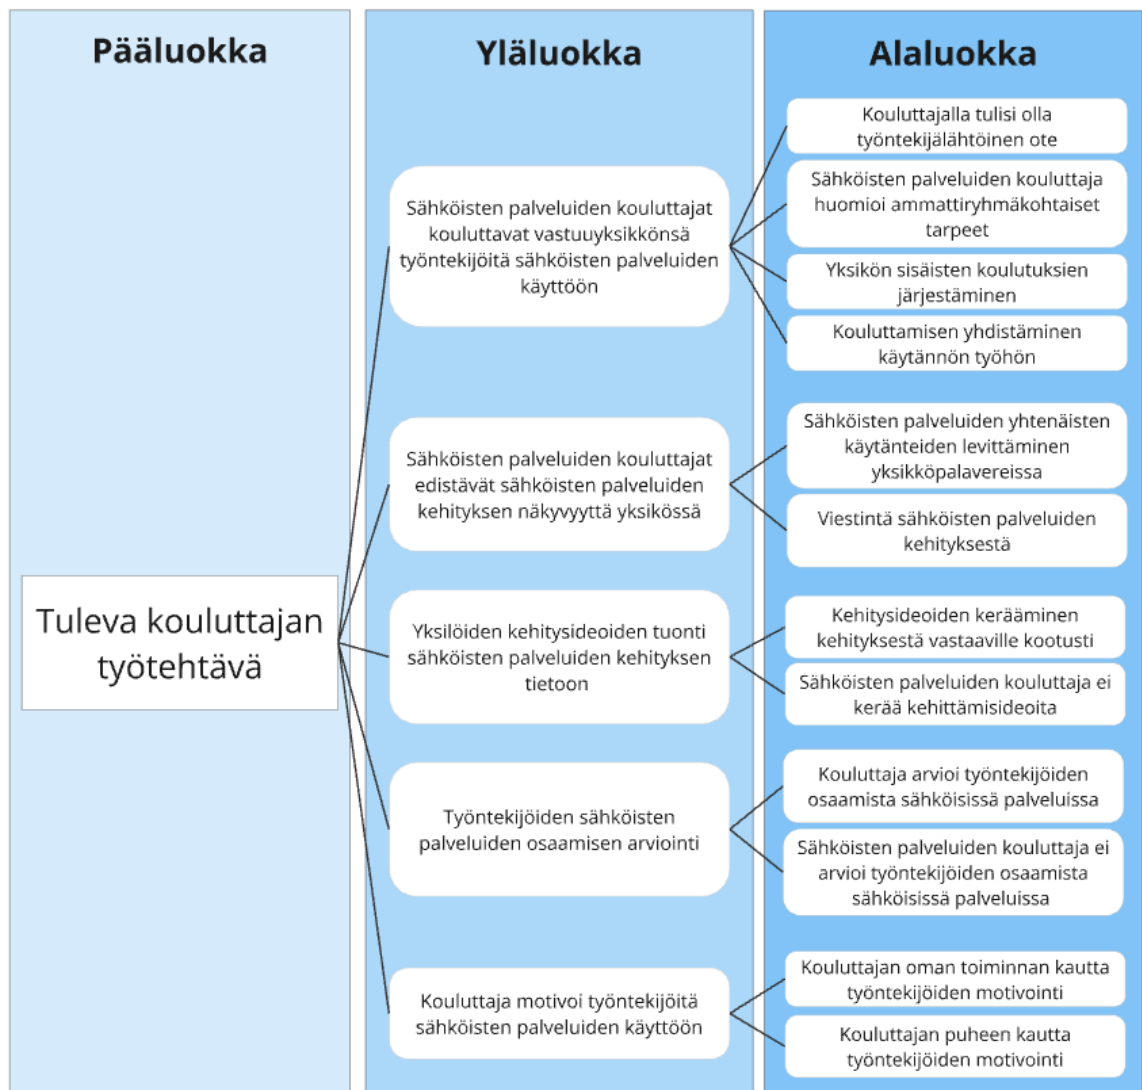 Pääluokka
Yläluokka
Alaluokka
Tuleva kouluttajan
työtehtävä
Sähköisten palveluiden kouluttajat
kouluttavat vastuuyksikkönsä
työntekijöitä sähköisten palveluiden
käyttöön
Kouluttajalla tulisi olla
työntekijälähtöinen ote
Sähköisten palveluiden kouluttaja
huomioi ammattiryhmäkohtaiset
tarpeet
Yksikön sisäisten koulutuksien
järjestäminen
Kouluttamisen yhdistäminen
käytännön työhön
Sähköisten palveluiden kouluttajat
edistävät sähköisten palveluiden
kehityksen näkyvyyttä yksikössä
Sähköisten palveluiden yhtenäisten
käytänteiden levittäminen
yksikköpalavereissa
Viestintä sähköisten palveluiden
kehityksestä
Yksilöiden kehitysideoiden tuonti
sähköisten palveluiden kehityksen
tietoon
Kehitysideoiden kerääminen
kehityksestä vastaaville kootusti
Sähköisten palveluiden kouluttaja ei
kerää kehittämisideoita
Työntekijöiden sähköisten
palveluiden osaamisen arviointi
Kouluttaja arvioi työntekijöiden
osaamista sähköisissä palveluissa
Sähköisten palveluiden kouluttaja ei
arvioi työntekijöiden osaamista
sähköisissä palveluissa
Kouluttaja motivoi työntekijöitä
sähköisten palveluiden käyttöön
Kouluttajan oman toiminnan kautta
työntekijöiden motivointi
Kouluttajan puheen kautta
työntekijöiden motivointi